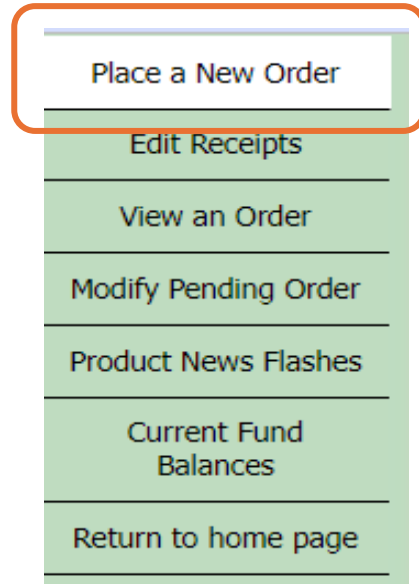 Place a New Order
Edit Receipts
View an Order
Modify Pending Order
Product News Flashes
Current Fund
Balances
Return to home page